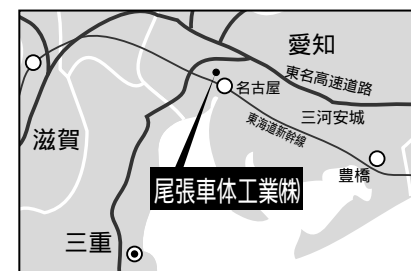 愛知
東名高速道路
名古屋
三河安城
東海道新幹線
滋賀
豊橋
尾張車体工業㈱
三重